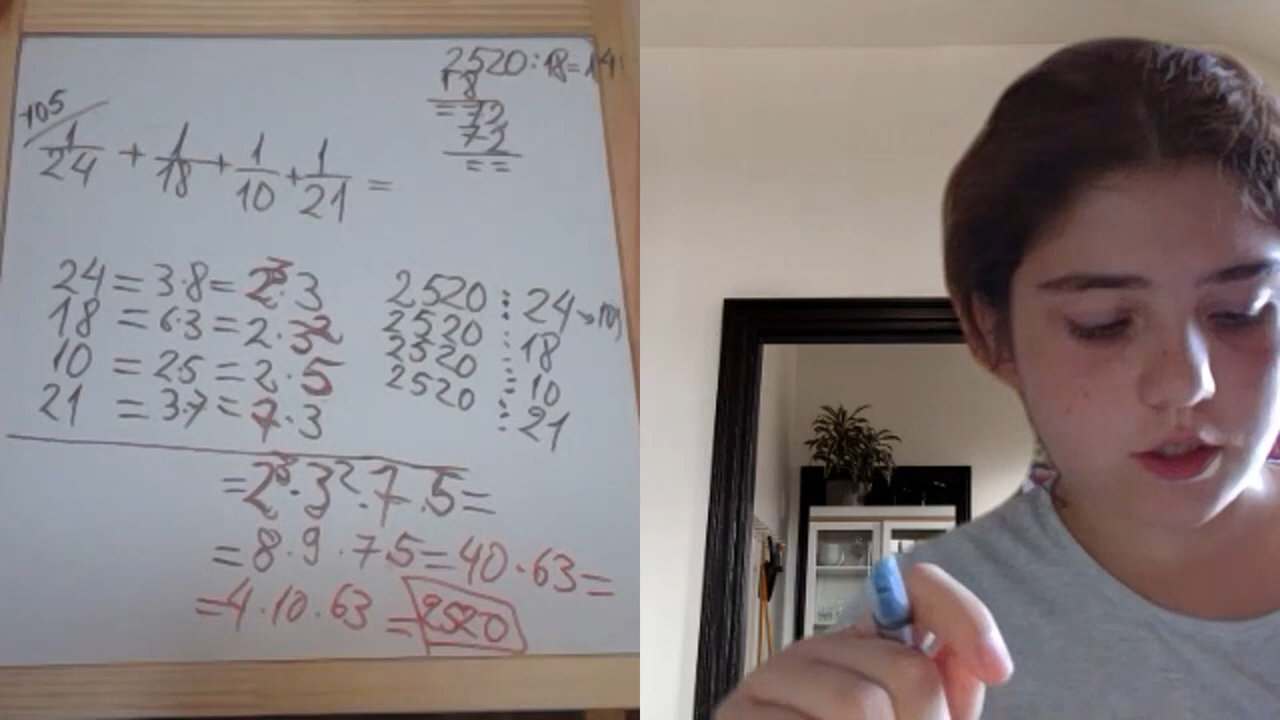 2520:18=14
18
=72
72
==
105
1/24 + 1/18 + 1/10 + 1/21 =
24 = 3·8 = 2³·3
18 = 6·3 = 2·3²
10 = 2·5 = 2·5
21 = 3·7 = 7·3
2520 : 24 → 105
2520 : 18
2520 : 10
2520 : 21
= 2³·3²·7·5 =
= 8·9·7·5 = 40·63 =
= 4·10·63 = 2520